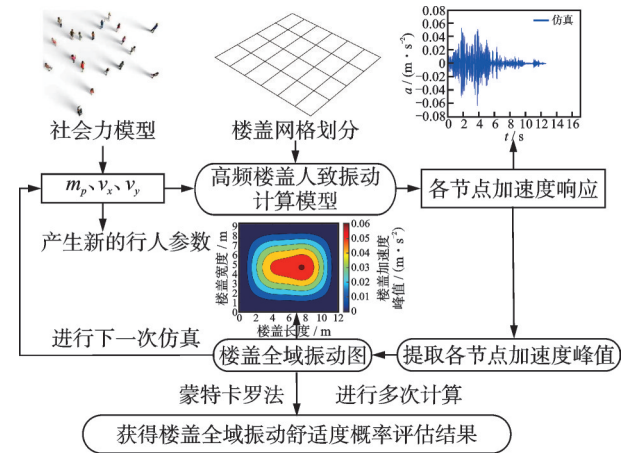 0.08
0.06
0.04
0.02
0
-0.02
-0.04
-0.06
-0.08
a / (m·s⁻²)
仿真
0 2 4 6 8 10 12 14 16
t / s
社会力模型
楼盖网格划分
m_p、v_x、v_y
高频楼盖人致振动
计算模型
各节点加速度响应
产生新的行人参数
9
8
7
6
5
4
3
2
1
0
楼盖宽度 / m
0 2 4 6 8 10 12
楼盖长度 / m
0.06
0.05
0.04
0.03
0.02
0.01
0
楼盖加速度
峰值 / (m·s⁻²)
进行下一次仿真
楼盖全域振动图
提取各节点加速度峰值
蒙特卡罗法
进行多次计算
获得楼盖全域振动舒适度概率评估结果